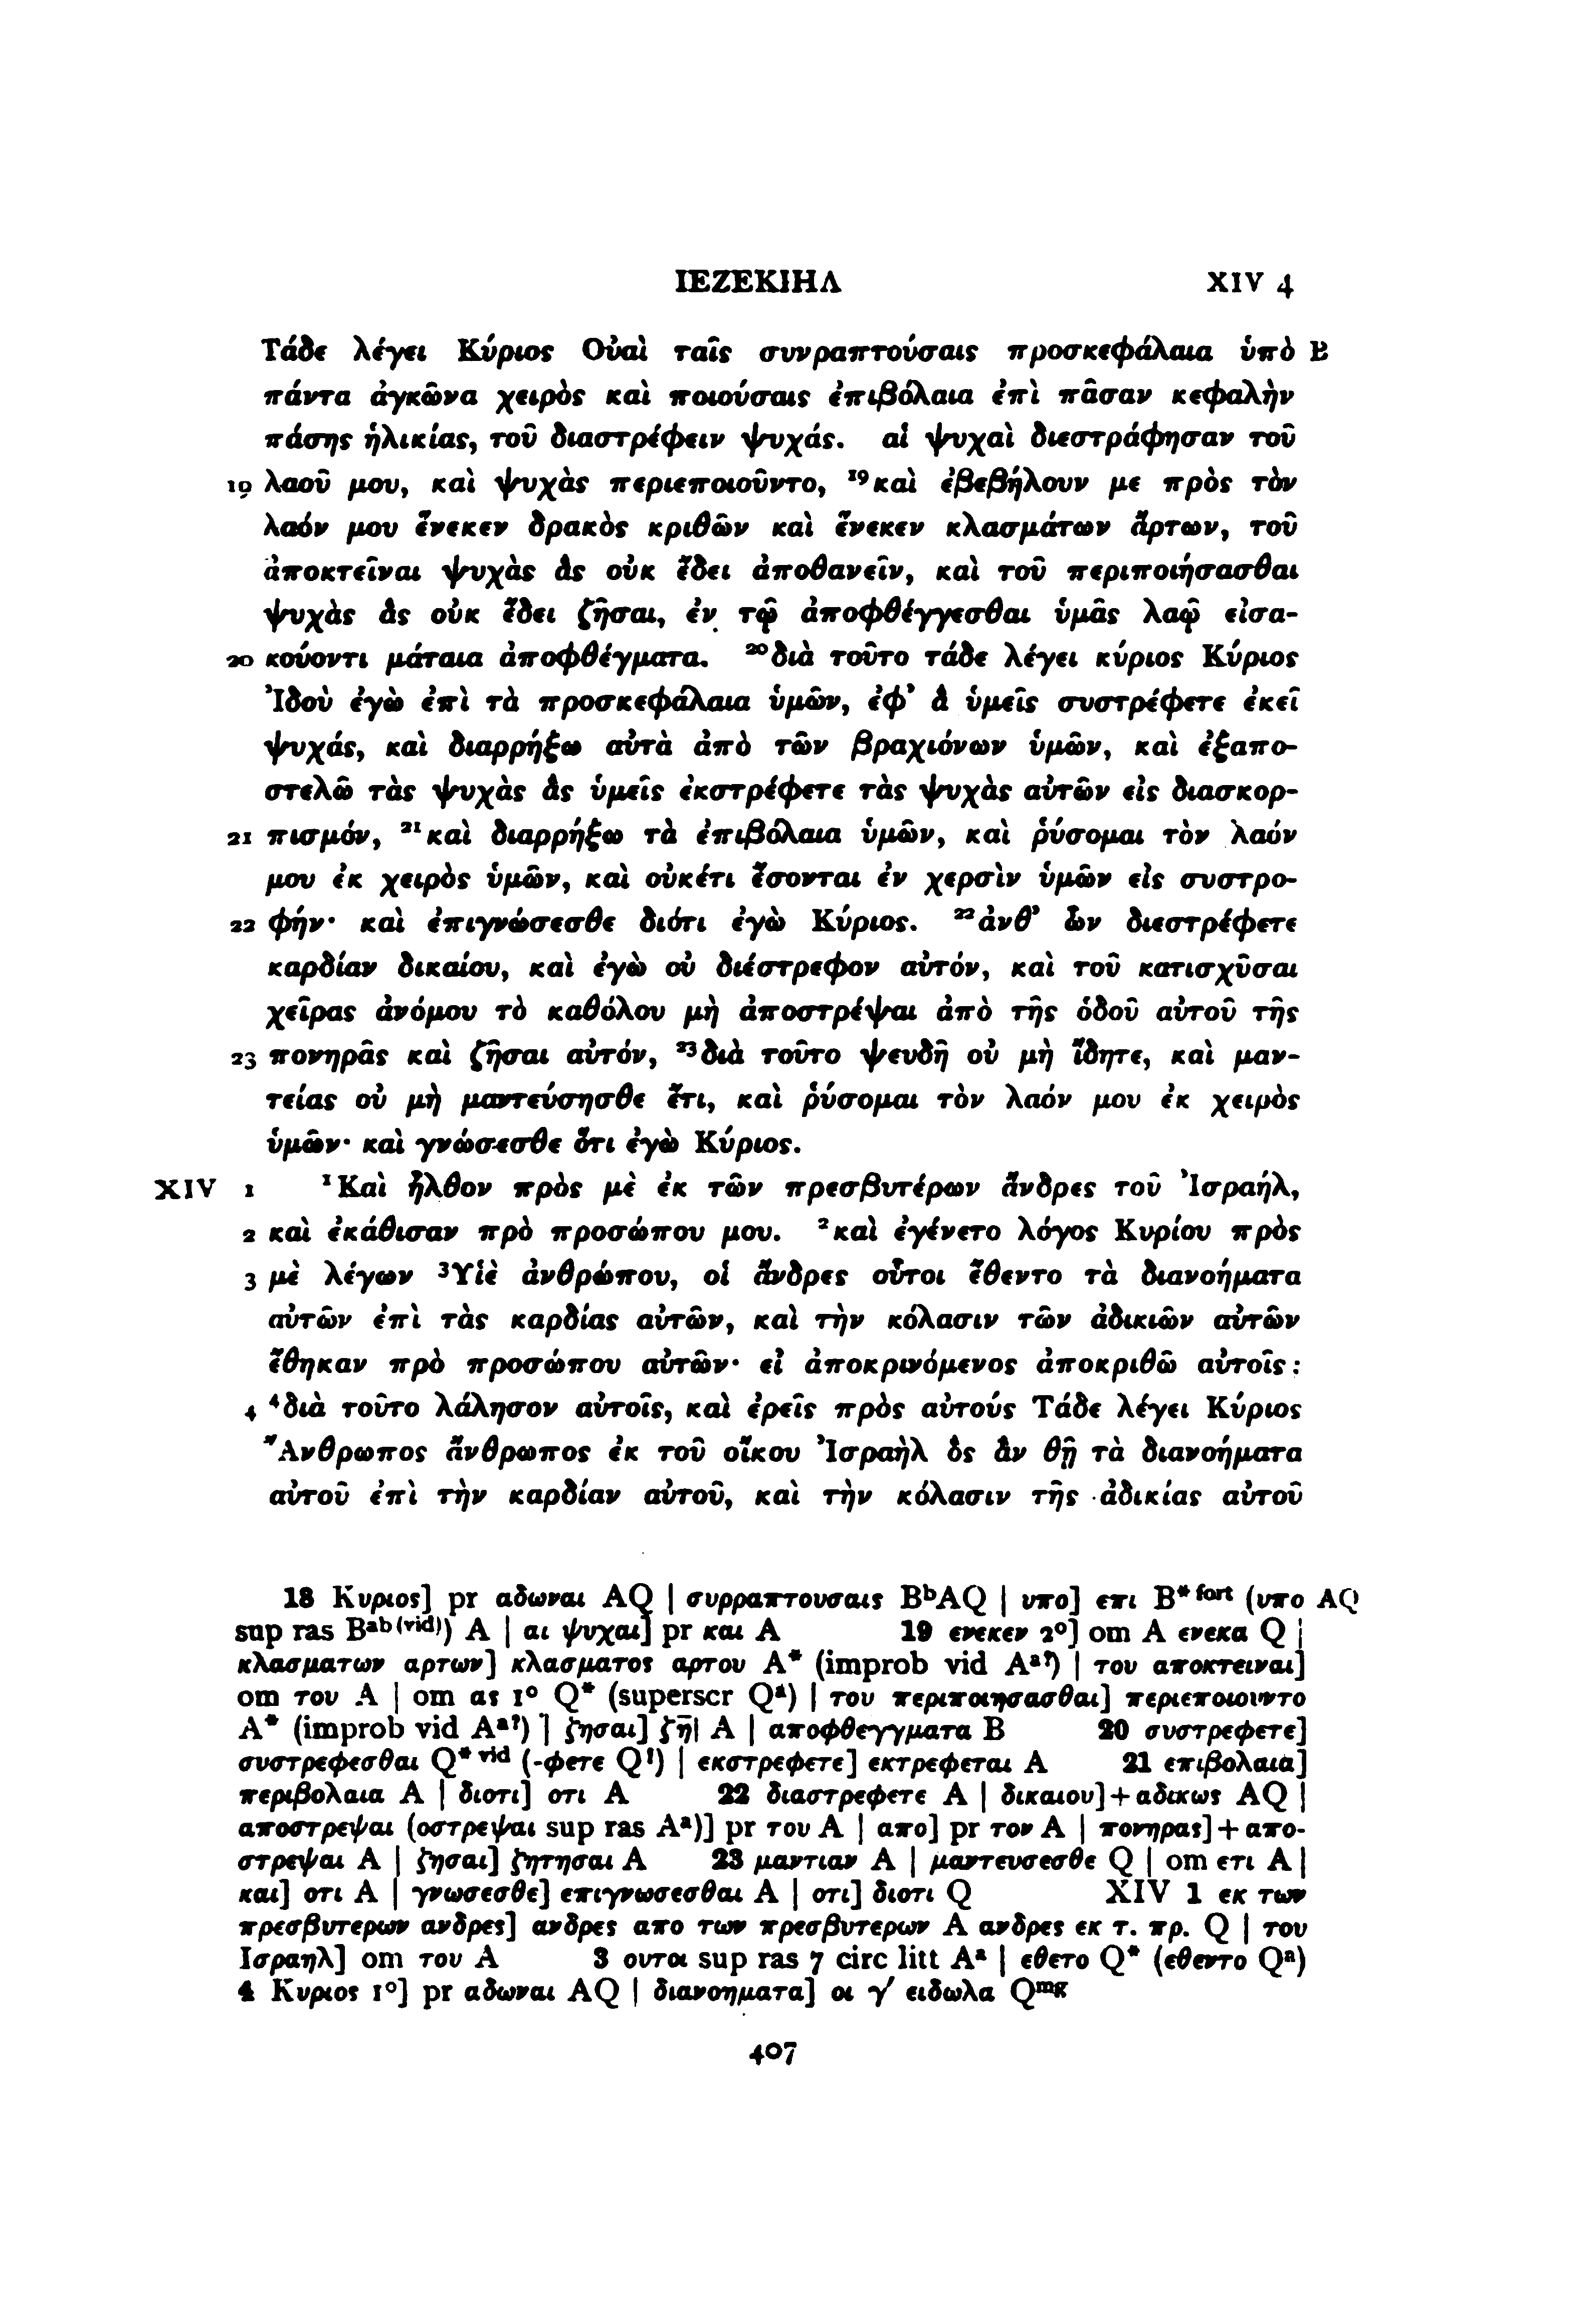 ΙΕΖΕΚΙΗΛ XIV 4
Τάδε λέγει Κύριος Οὐαὶ ταῖς συνραπτούσαις προσκεφάλαια ὑπὸ B
πάντα ἀγκῶνα χειρὸς καὶ ποιούσαις ἐπιβόλαια ἐπὶ πᾶσαν κεφαλὴν
πάσης ἡλικίας, τοῦ διαστρέφειν ψυχάς. αἱ ψυχαὶ διεστράφησαν τοῦ
19 λαοῦ μου, καὶ ψυχὰς περιεποιοῦντο, ¹⁹καὶ ἐβεβήλουν με πρὸς τὸν
λαόν μου ἕνεκεν δρακὸς κριθῶν καὶ ἕνεκεν κλασμάτων ἄρτων, τοῦ
ἀποκτεῖναι ψυχὰς ἃς οὐκ ἔδει ἀποθανεῖν, καὶ τοῦ περιποιήσασθαι
ψυχὰς ἃς οὐκ ἔδει ζῆσαι, ἐν τῷ ἀποφθέγγεσθαι ὑμᾶς λαῷ εἰσα-
20 κούοντι μάταια ἀποφθέγματα. ²⁰διὰ τοῦτο τάδε λέγει κύριος Κύριος
Ἰδοὺ ἐγὼ ἐπὶ τὰ προσκεφάλαια ὑμῶν, ἐφ’ ἃ ὑμεῖς συστρέφετε ἐκεῖ
ψυχάς, καὶ διαρρήξω αὐτὰ ἀπὸ τῶν βραχιόνων ὑμῶν, καὶ ἐξαπο-
στελῶ τὰς ψυχὰς ἃς ὑμεῖς ἐκστρέφετε τὰς ψυχὰς αὐτῶν εἰς διασκορ-
21 πισμόν, ²¹καὶ διαρρήξω τὰ ἐπιβόλαια ὑμῶν, καὶ ῥύσομαι τὸν λαόν
μου ἐκ χειρὸς ὑμῶν, καὶ οὐκέτι ἔσονται ἐν χερσὶν ὑμῶν εἰς συστρο-
22 φήν· καὶ ἐπιγνώσεσθε διότι ἐγὼ Κύριος. ²²ἀνθ’ ὧν διεστρέφετε
καρδίαν δικαίου, καὶ ἐγὼ οὐ διέστρεφον αὐτόν, καὶ τοῦ κατισχῦσαι
χεῖρας ἀνόμου τὸ καθόλου μὴ ἀποστρέψαι ἀπὸ τῆς ὁδοῦ αὐτοῦ τῆς
23 πονηρᾶς καὶ ζῆσαι αὐτόν, ²³διὰ τοῦτο ψευδῆ οὐ μὴ ἴδητε, καὶ μαν-
τείας οὐ μὴ μαντεύσησθε ἔτι, καὶ ῥύσομαι τὸν λαόν μου ἐκ χειρὸς
ὑμῶν· καὶ γνώσεσθε ὅτι ἐγὼ Κύριος.
XIV 1 ¹Καὶ ἦλθον πρὸς μὲ ἐκ τῶν πρεσβυτέρων ἄνδρες τοῦ Ἰσραήλ,
2 καὶ ἐκάθισαν πρὸ προσώπου μου. ²καὶ ἐγένετο λόγος Κυρίου πρὸς
3 μὲ λέγων ³Υἱὲ ἀνθρώπου, οἱ ἄνδρες οὗτοι ἔθεντο τὰ διανοήματα
αὐτῶν ἐπὶ τὰς καρδίας αὐτῶν, καὶ τὴν κόλασιν τῶν ἀδικιῶν αὐτῶν
ἔθηκαν πρὸ προσώπου αὐτῶν· εἰ ἀποκρινόμενος ἀποκριθῶ αὐτοῖς;
4 ⁴διὰ τοῦτο λάλησον αὐτοῖς, καὶ ἐρεῖς πρὸς αὐτούς Τάδε λέγει Κύριος
Ἄνθρωπος ἄνθρωπος ἐκ τοῦ οἴκου Ἰσραὴλ ὃς ἂν θῇ τὰ διανοήματα
αὐτοῦ ἐπὶ τὴν καρδίαν αὐτοῦ, καὶ τὴν κόλασιν τῆς ἀδικίας αὐτοῦ
18 Κυριος] pr αδωναι AQ | συρραπτουσαις BᵇAQ | υπο] επι B* ᶠᵒʳᵗ (υπο AQ
sup ras Bᵃᵇ⁽ᵛⁱᵈ⁾) A | αι ψυχαι] pr και A 19 ενεκεν 2°] om A ενεκα Q |
κλασματων αρτων] κλασματος αρτου A* (improb vid Aᵃ?) | του αποκτειναι]
om του A | om ας 1° Q* (superscr Qᵃ) | του περιποιησασθαι] περιεποιουντο
A* (improb vid Aᵃ?) | ζησαι] ζη̄| A | αποφθεγγματα B 20 συστρεφετε]
συστρεφεσθαι Q* ᵛⁱᵈ (-φετε Q¹) | εκστρεφετε] εκτρεφεται A 21 επιβολαια]
περιβολαια A | διοτι] οτι A 22 διαστρεφετε A | δικαιου]+αδικως AQ |
αποστρεψαι (οστρεψαι sup ras Aᵃ)] pr του A | απο] pr τον A | πονηρας]+απο-
στρεψαι A | ζησαι] ζητησαι A 23 μαντιαν A | μαντευσεσθε Q | om ετι A |
και] οτι A | γνωσεσθε] επιγνωσεσθαι A | οτι] διοτι Q XIV 1 εκ των
πρεσβυτερων ανδρες] ανδρες απο των πρεσβυτερων A ανδρες εκ τ. πρ. Q | του
Ισραηλ] om του A 3 ουτοι sup ras 7 circ litt Aᵃ | εθετο Q* (εθεντο Qᵃ)
4 Κυριος 1°] pr αδωναι AQ | διανοηματα] οι γ′ ειδωλα Qᵐᵍ
407